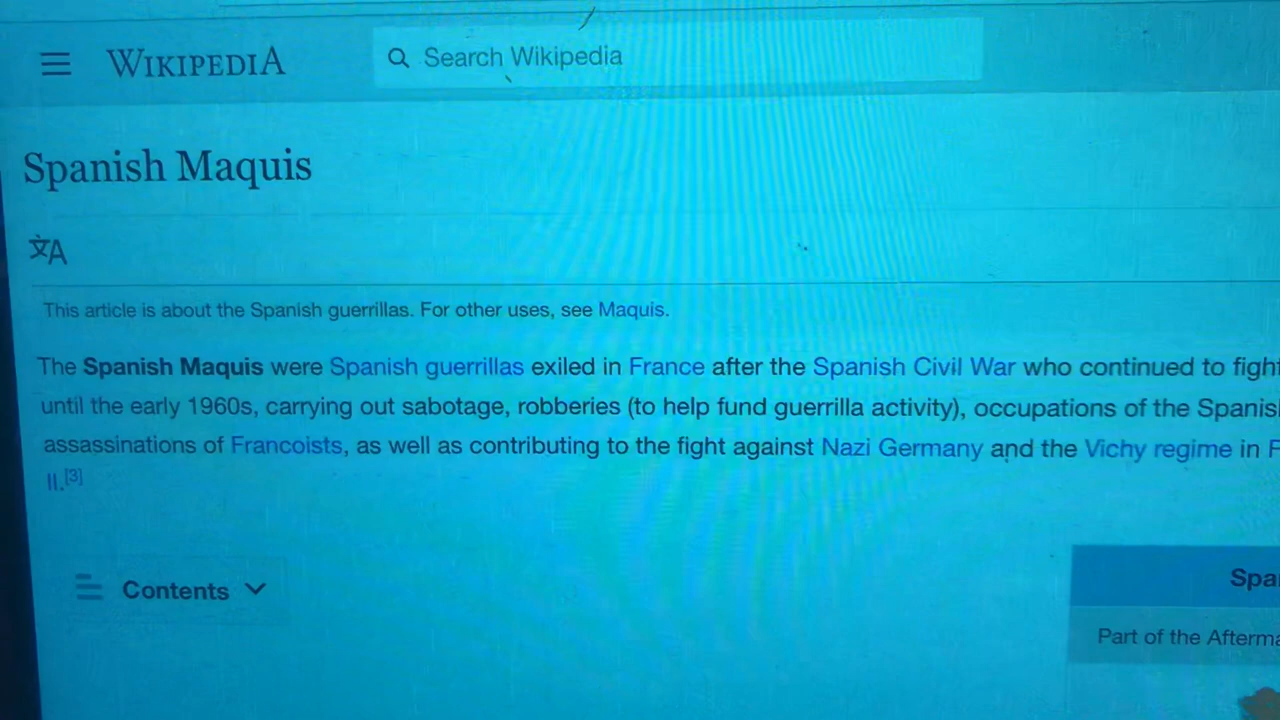 WIKIPEDIA
Search Wikipedia
Spanish Maquis
文A
This article is about the Spanish guerrillas. For other uses, see Maquis.
The Spanish Maquis were Spanish guerrillas exiled in France after the Spanish Civil War who continued to fight
until the early 1960s, carrying out sabotage, robberies (to help fund guerrilla activity), occupations of the
assassinations of Francoists, as well as contributing to the fight against Nazi Germany and the Vichy regime in
II.[3]
Contents
Part of the